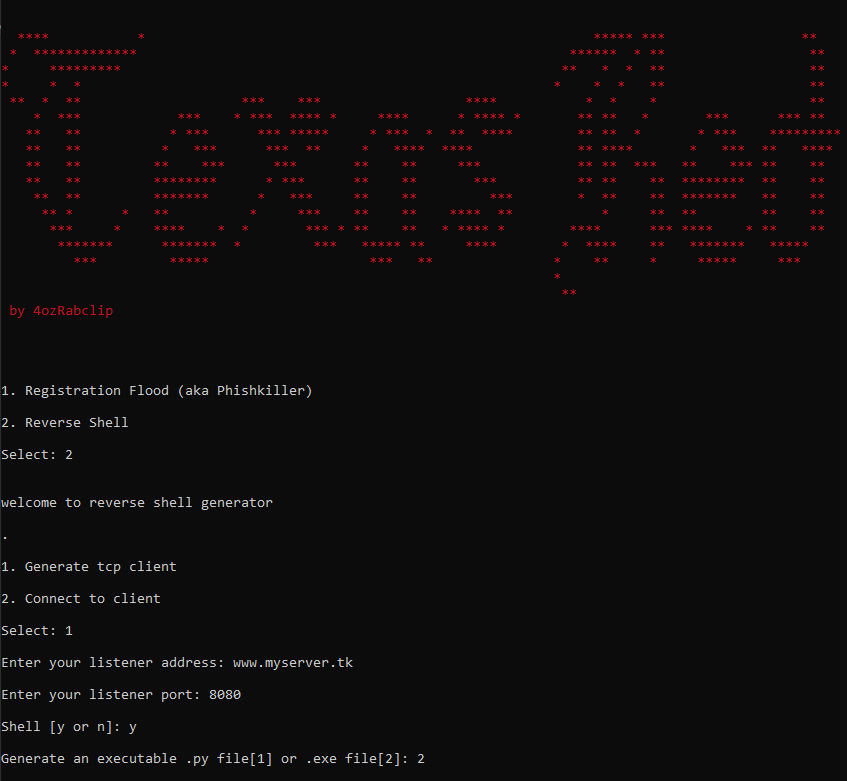 Texas Red
by 4ozRabclip
1. Registration Flood (aka Phishkiller)
2. Reverse Shell
Select: 2
welcome to reverse shell generator
.
1. Generate tcp client
2. Connect to client
Select: 1
Enter your listener address: www.myserver.tk
Enter your listener port: 8080
Shell [y or n]: y
Generate an executable .py file[1] or .exe file[2]: 2